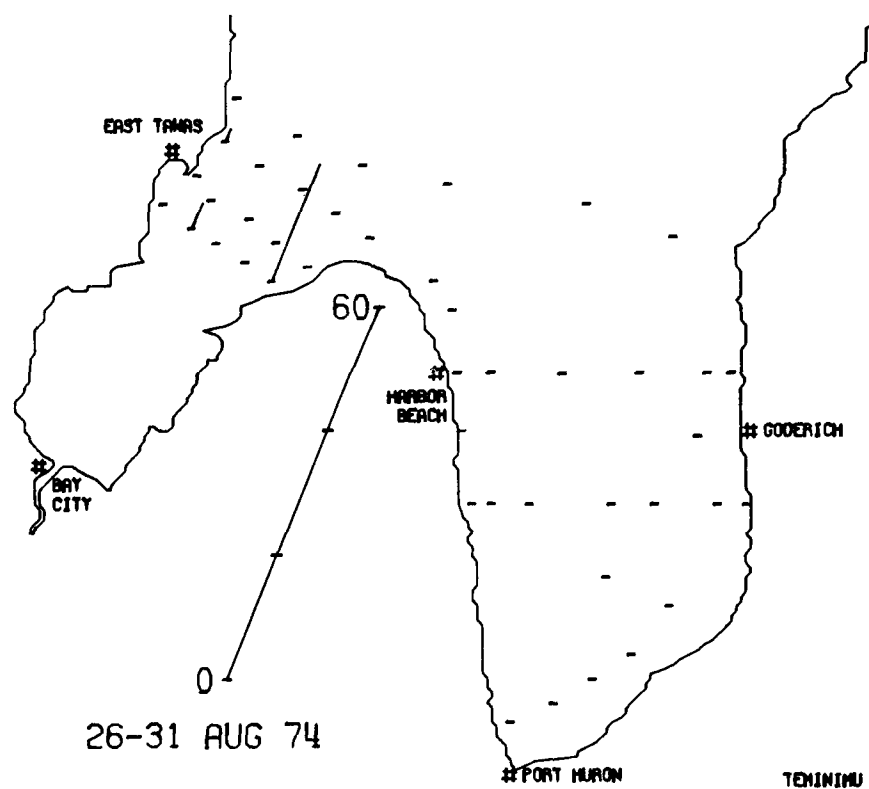 EAST TAWAS
#
60
#
HARBOR
BEACH
# GODERICH
#
BAY
CITY
0
26-31 AUG 74
# PORT HURON
TEMINIMU